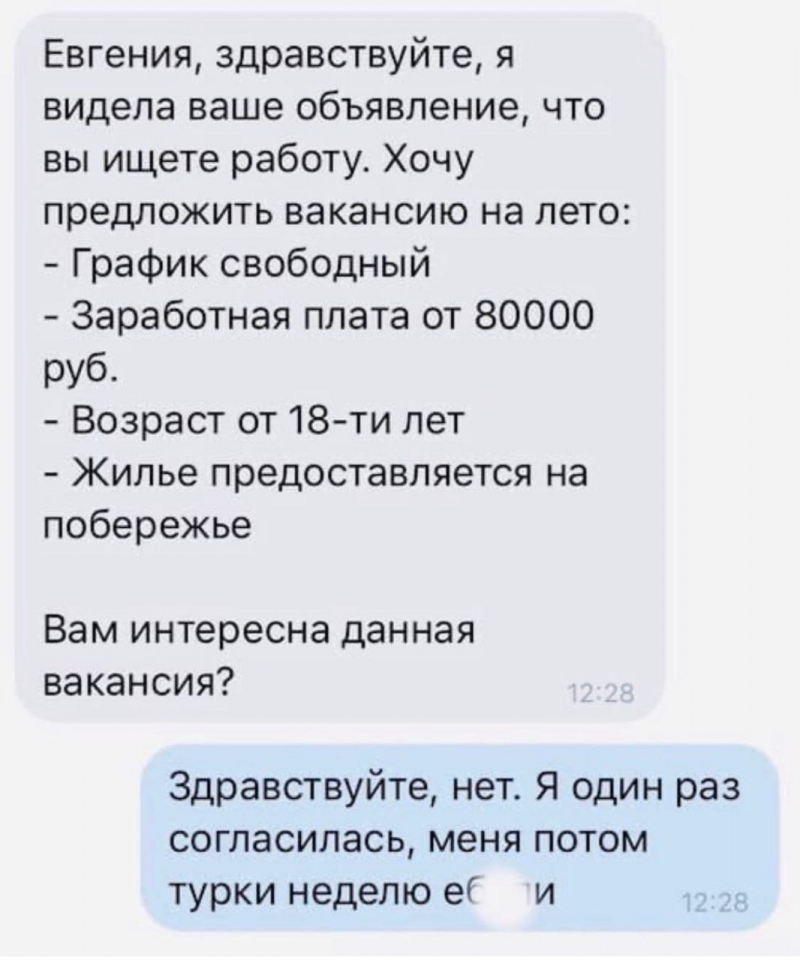 Евгения, здравствуйте, я
видела ваше объявление, что
вы ищете работу. Хочу
предложить вакансию на лето:
- График свободный
- Заработная плата от 80000
руб.
- Возраст от 18-ти лет
- Жилье предоставляется на
побережье
Вам интересна данная
вакансия?
12:28
Здравствуйте, нет. Я один раз
согласилась, меня потом
турки неделю
12:28